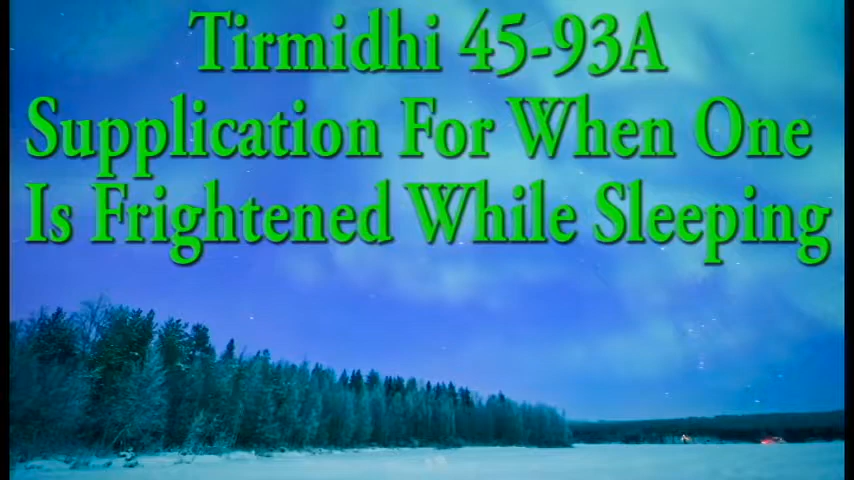 Tirmidhi 45-93A
Supplication For When One
Is Frightened While Sleeping